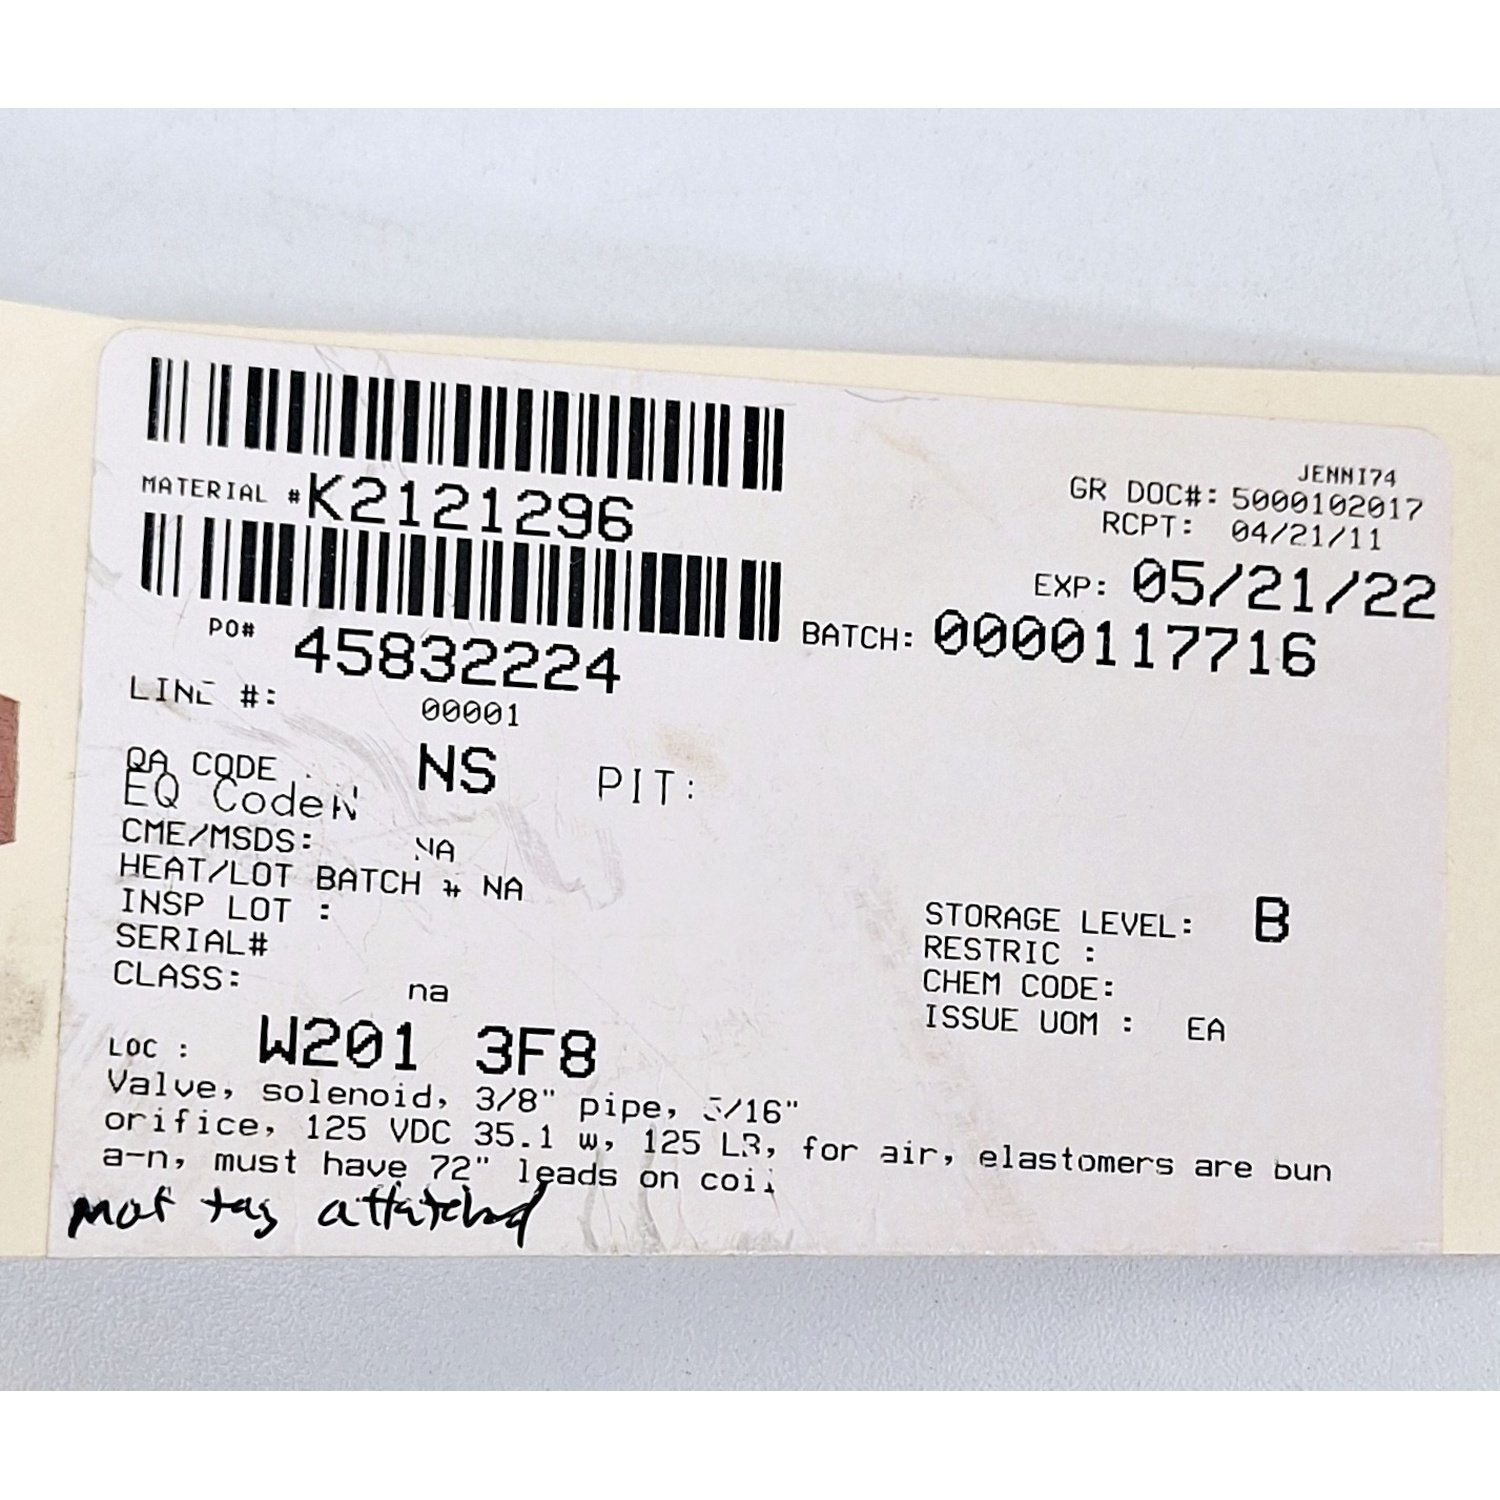 MATERIAL #K2121296
JENNI74
GR DOC#: 5000102017
RCPT: 04/21/11
EXP: 05/21/22
PO# 45832224
BATCH: 0000117716
LINE #: 00001
QA CODE NS PIT:
EQ Code N
CME/MSDS: NA
HEAT/LOT BATCH # NA
INSP LOT :
SERIAL#
CLASS: na
STORAGE LEVEL: B
RESTRIC :
CHEM CODE:
ISSUE UOM : EA
LOC : W201 3F8
Valve, solenoid, 3/8" pipe, 5/16"
orifice, 125 VDC 35.1 w, 125 LB, for air, elastomers are bun
a-n, must have 72" leads on coil
mat tag attatched